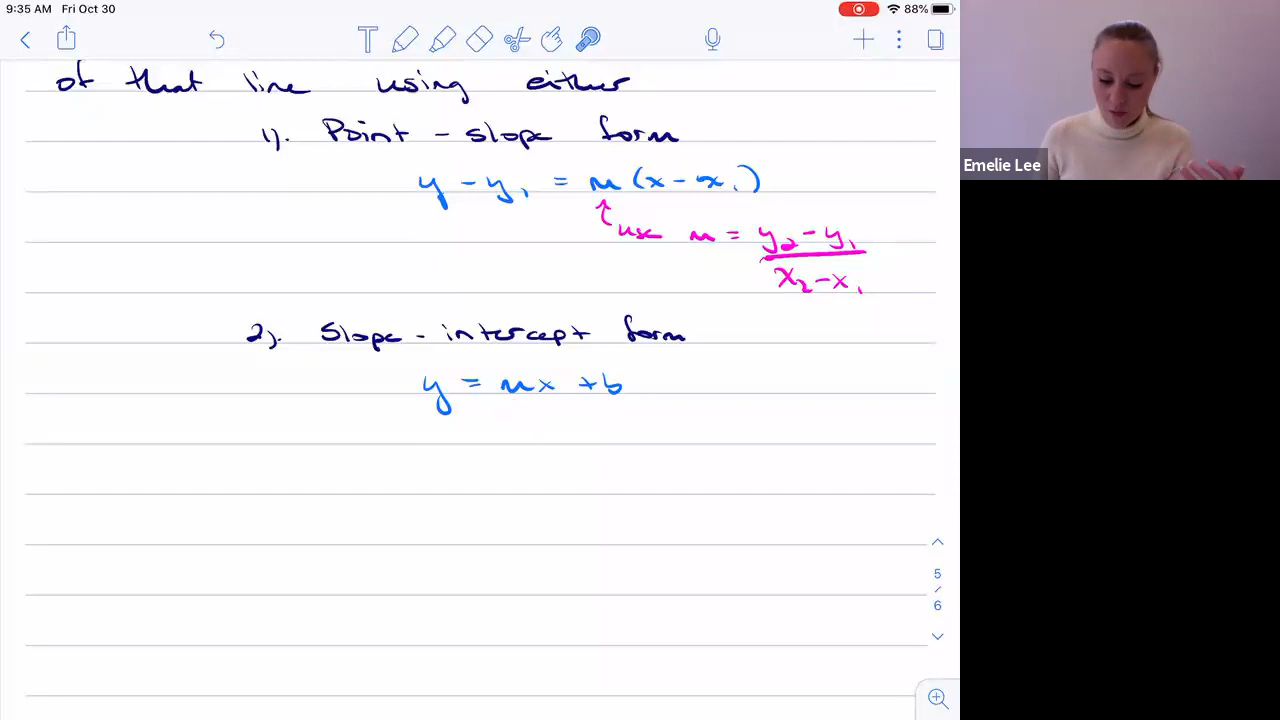 9:35 AM Fri Oct 30 88%
of that line using either
1). Point - slope form
y - y₁ = m (x - x₁)
use m = y₂ - y₁
x₂ - x₁
2). Slope - intercept form
y = mx + b
5
6
Emelie Lee